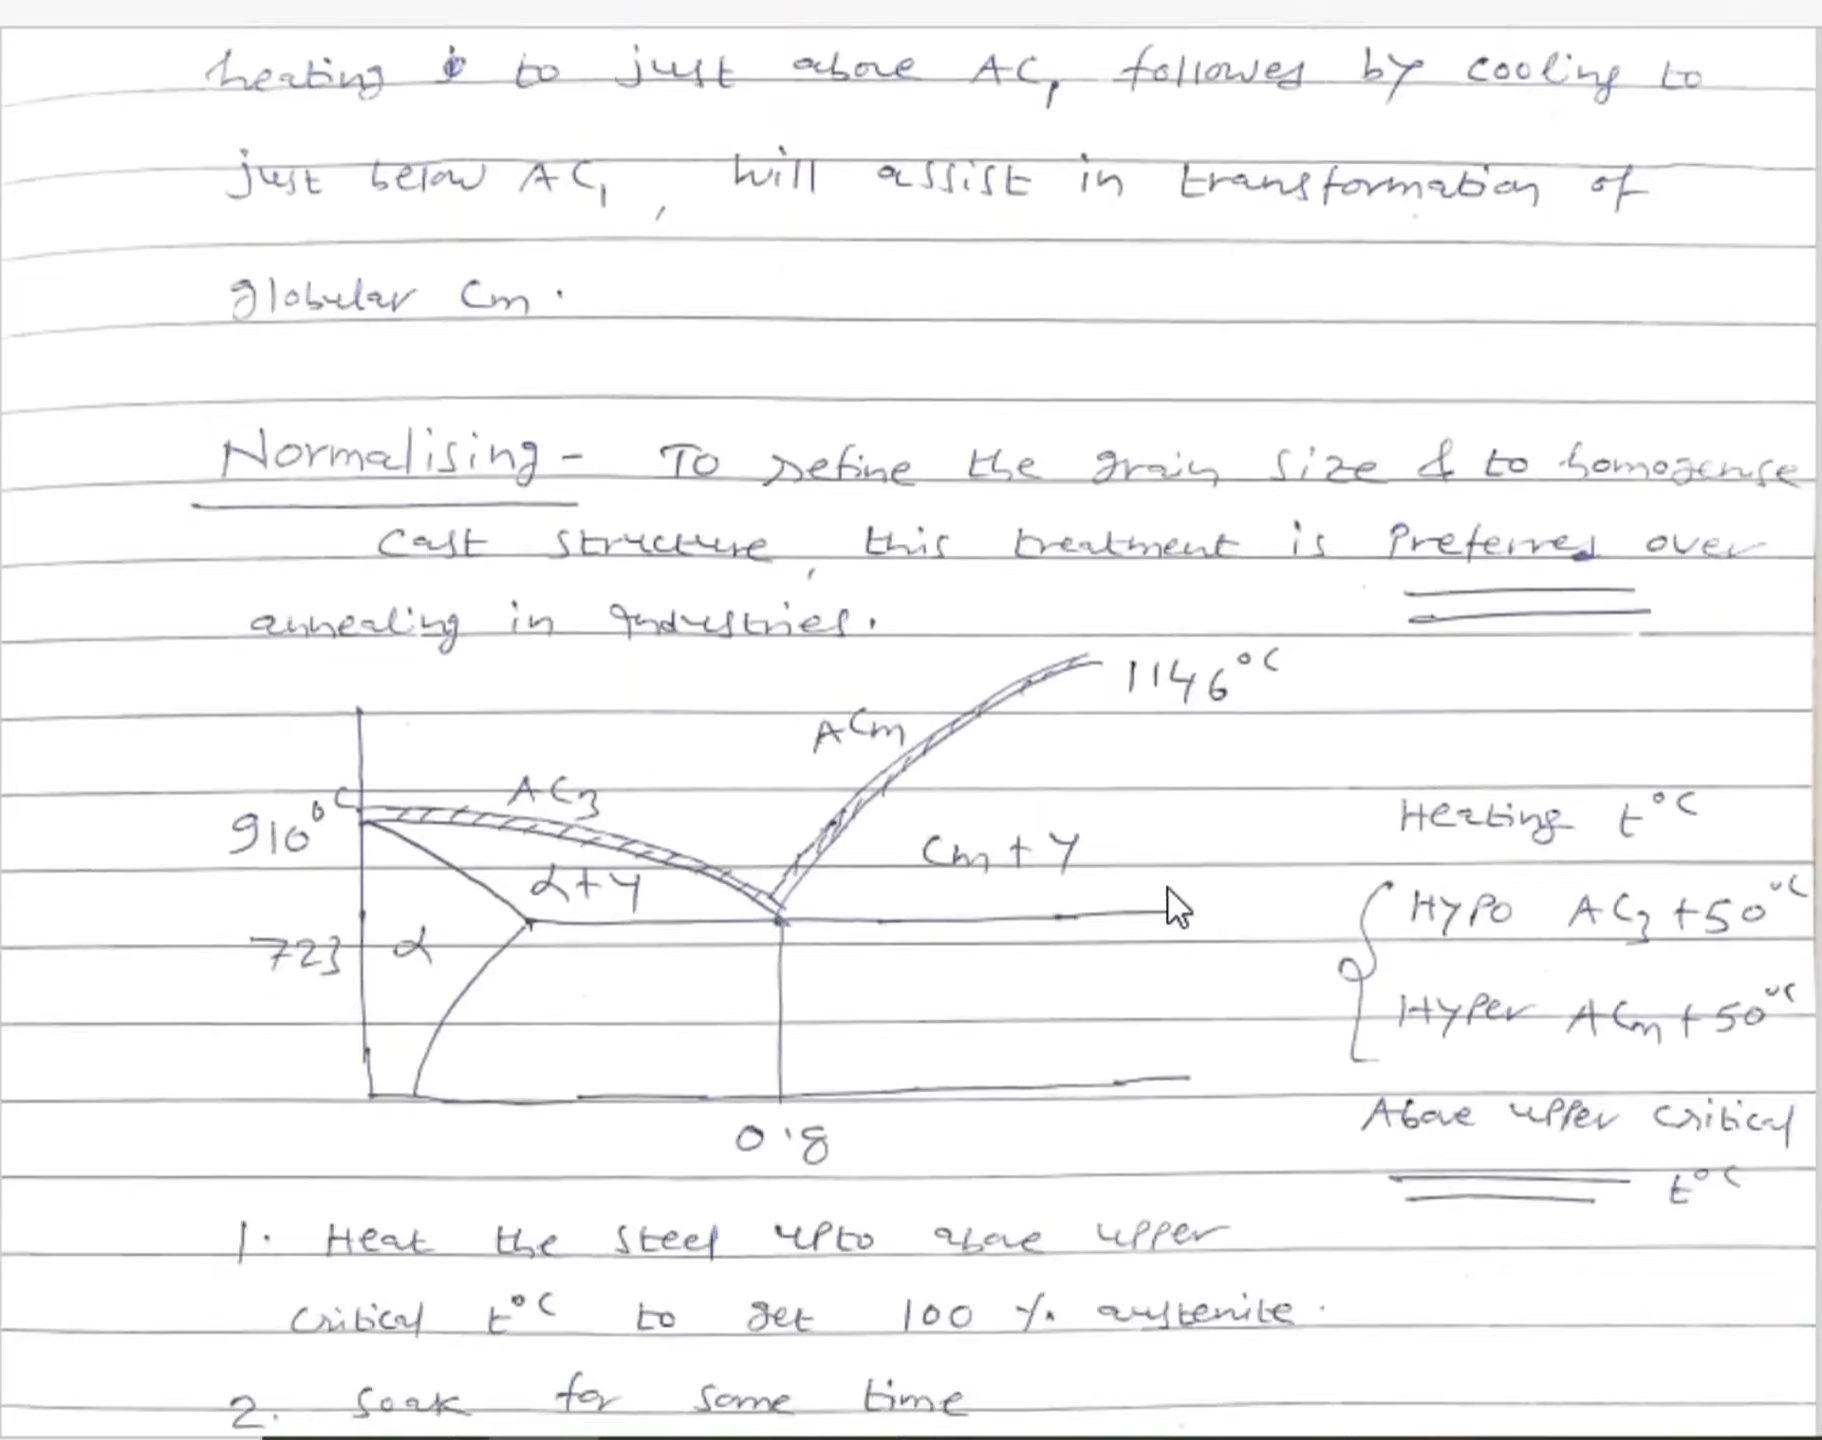 heating to just above AC1 followed by cooling to
just below AC1, will assist in transformation of
globular Cm.
Normalising - To refine the grain size & to homogenise
cast structure, this treatment is preferred over
annealing in Industries.
1146°C
ACm
AC3
910°C
Heating t°C
Cm+γ
α+γ
HYPO AC3+50°C
723 α
Hyper ACm+50°C
Above upper critical
t°C
0.8
1. Heat the steel upto above upper
critical t°C to get 100 % austenite.
2. soak for some time